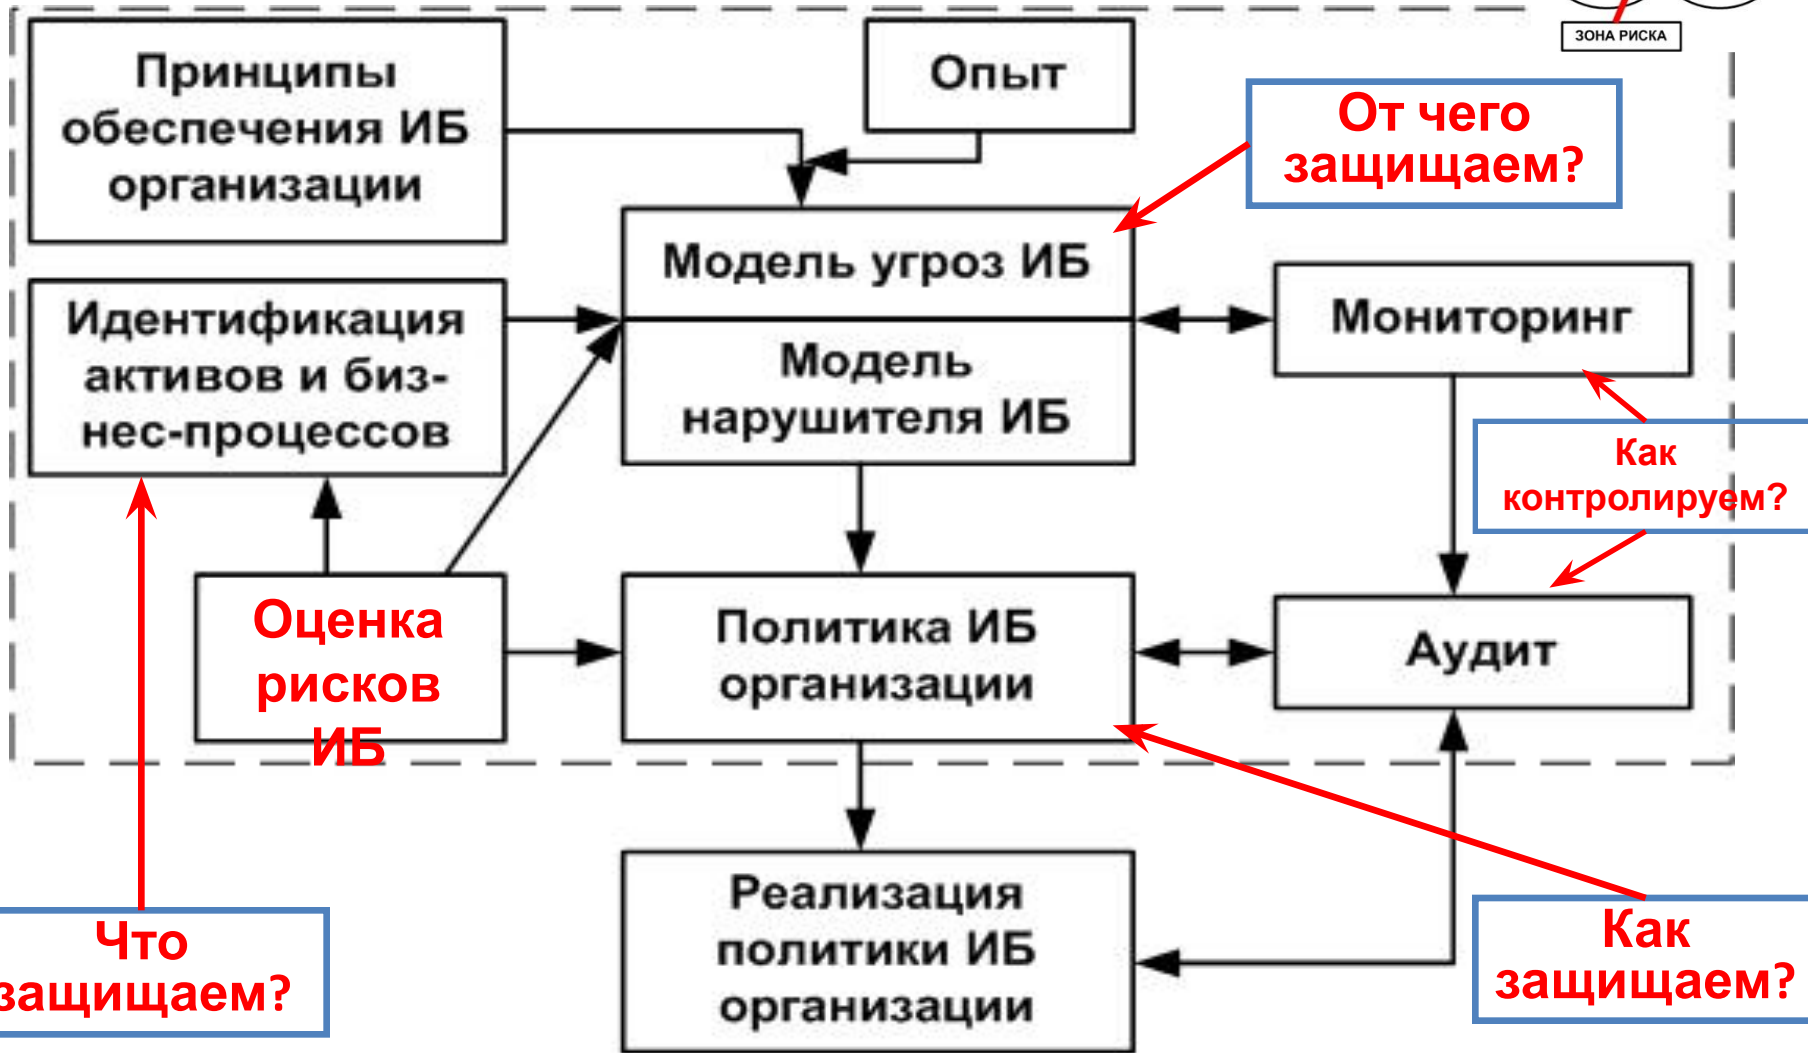 ЗОНА РИСКА
Принципы
обеспечения ИБ
организации
Опыт
От чего
защищаем?
Модель угроз ИБ
Модель
нарушителя ИБ
Идентификация
активов и биз-
нес-процессов
Мониторинг
Как
контролируем?
Оценка
рисков
ИБ
Политика ИБ
организации
Аудит
Реализация
политики ИБ
организации
Что
защищаем?
Как
защищаем?